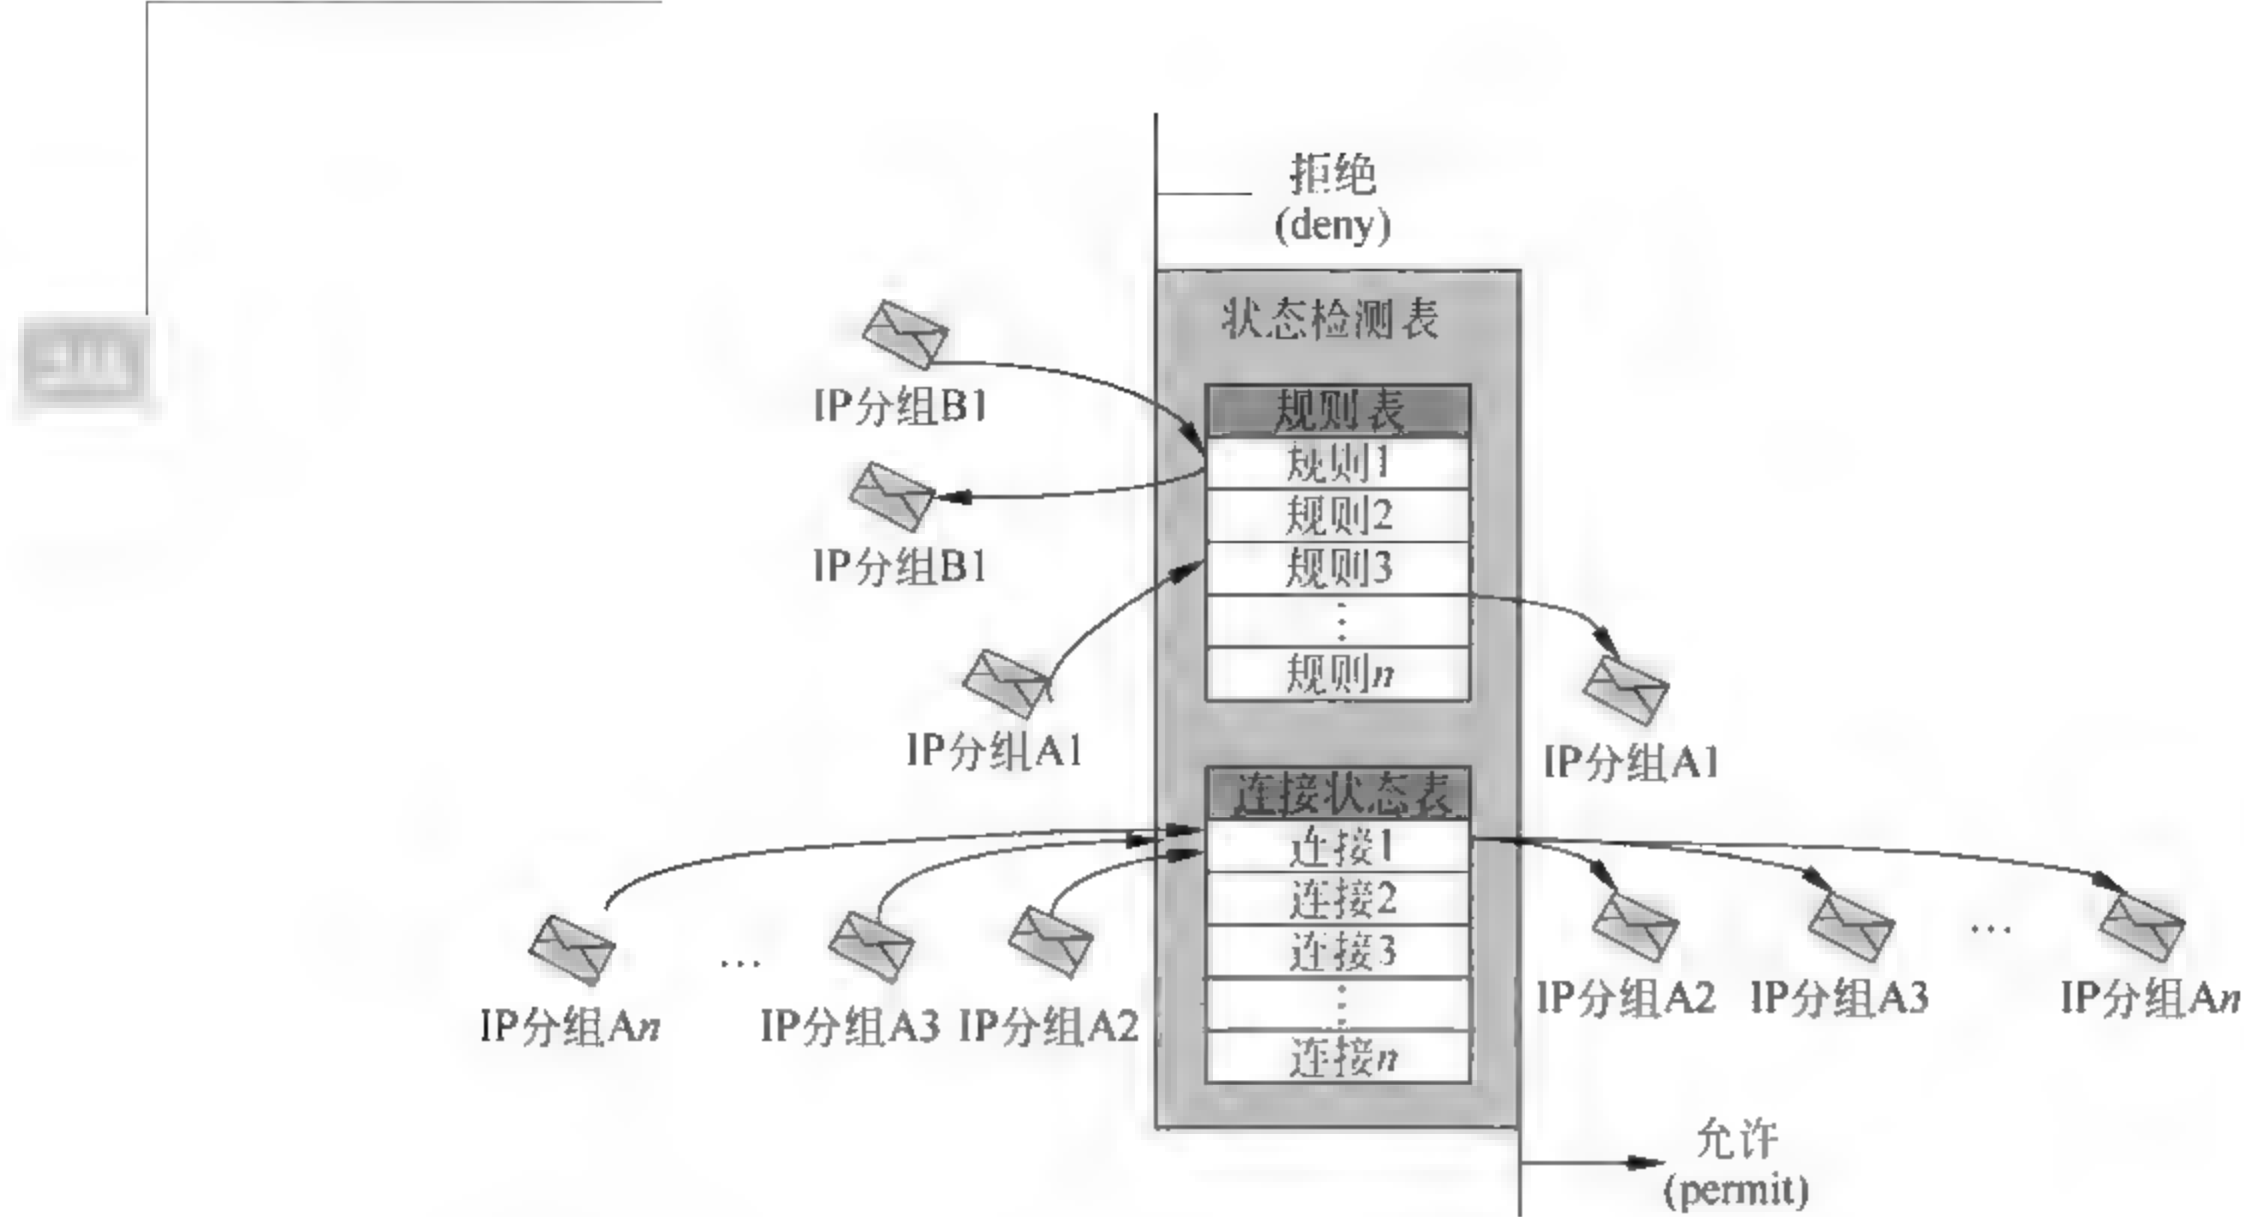 拒绝
(deny)
状态检测表
IP分组B1
规则表
规则1
规则2
IP分组B1
规则3
⋮
规则n
IP分组A1
IP分组A1
连接状态表
连接1
连接2
连接3
⋮
连接n
IP分组An
…
IP分组A3
IP分组A2
IP分组A2
IP分组A3
…
IP分组An
允许
(permit)